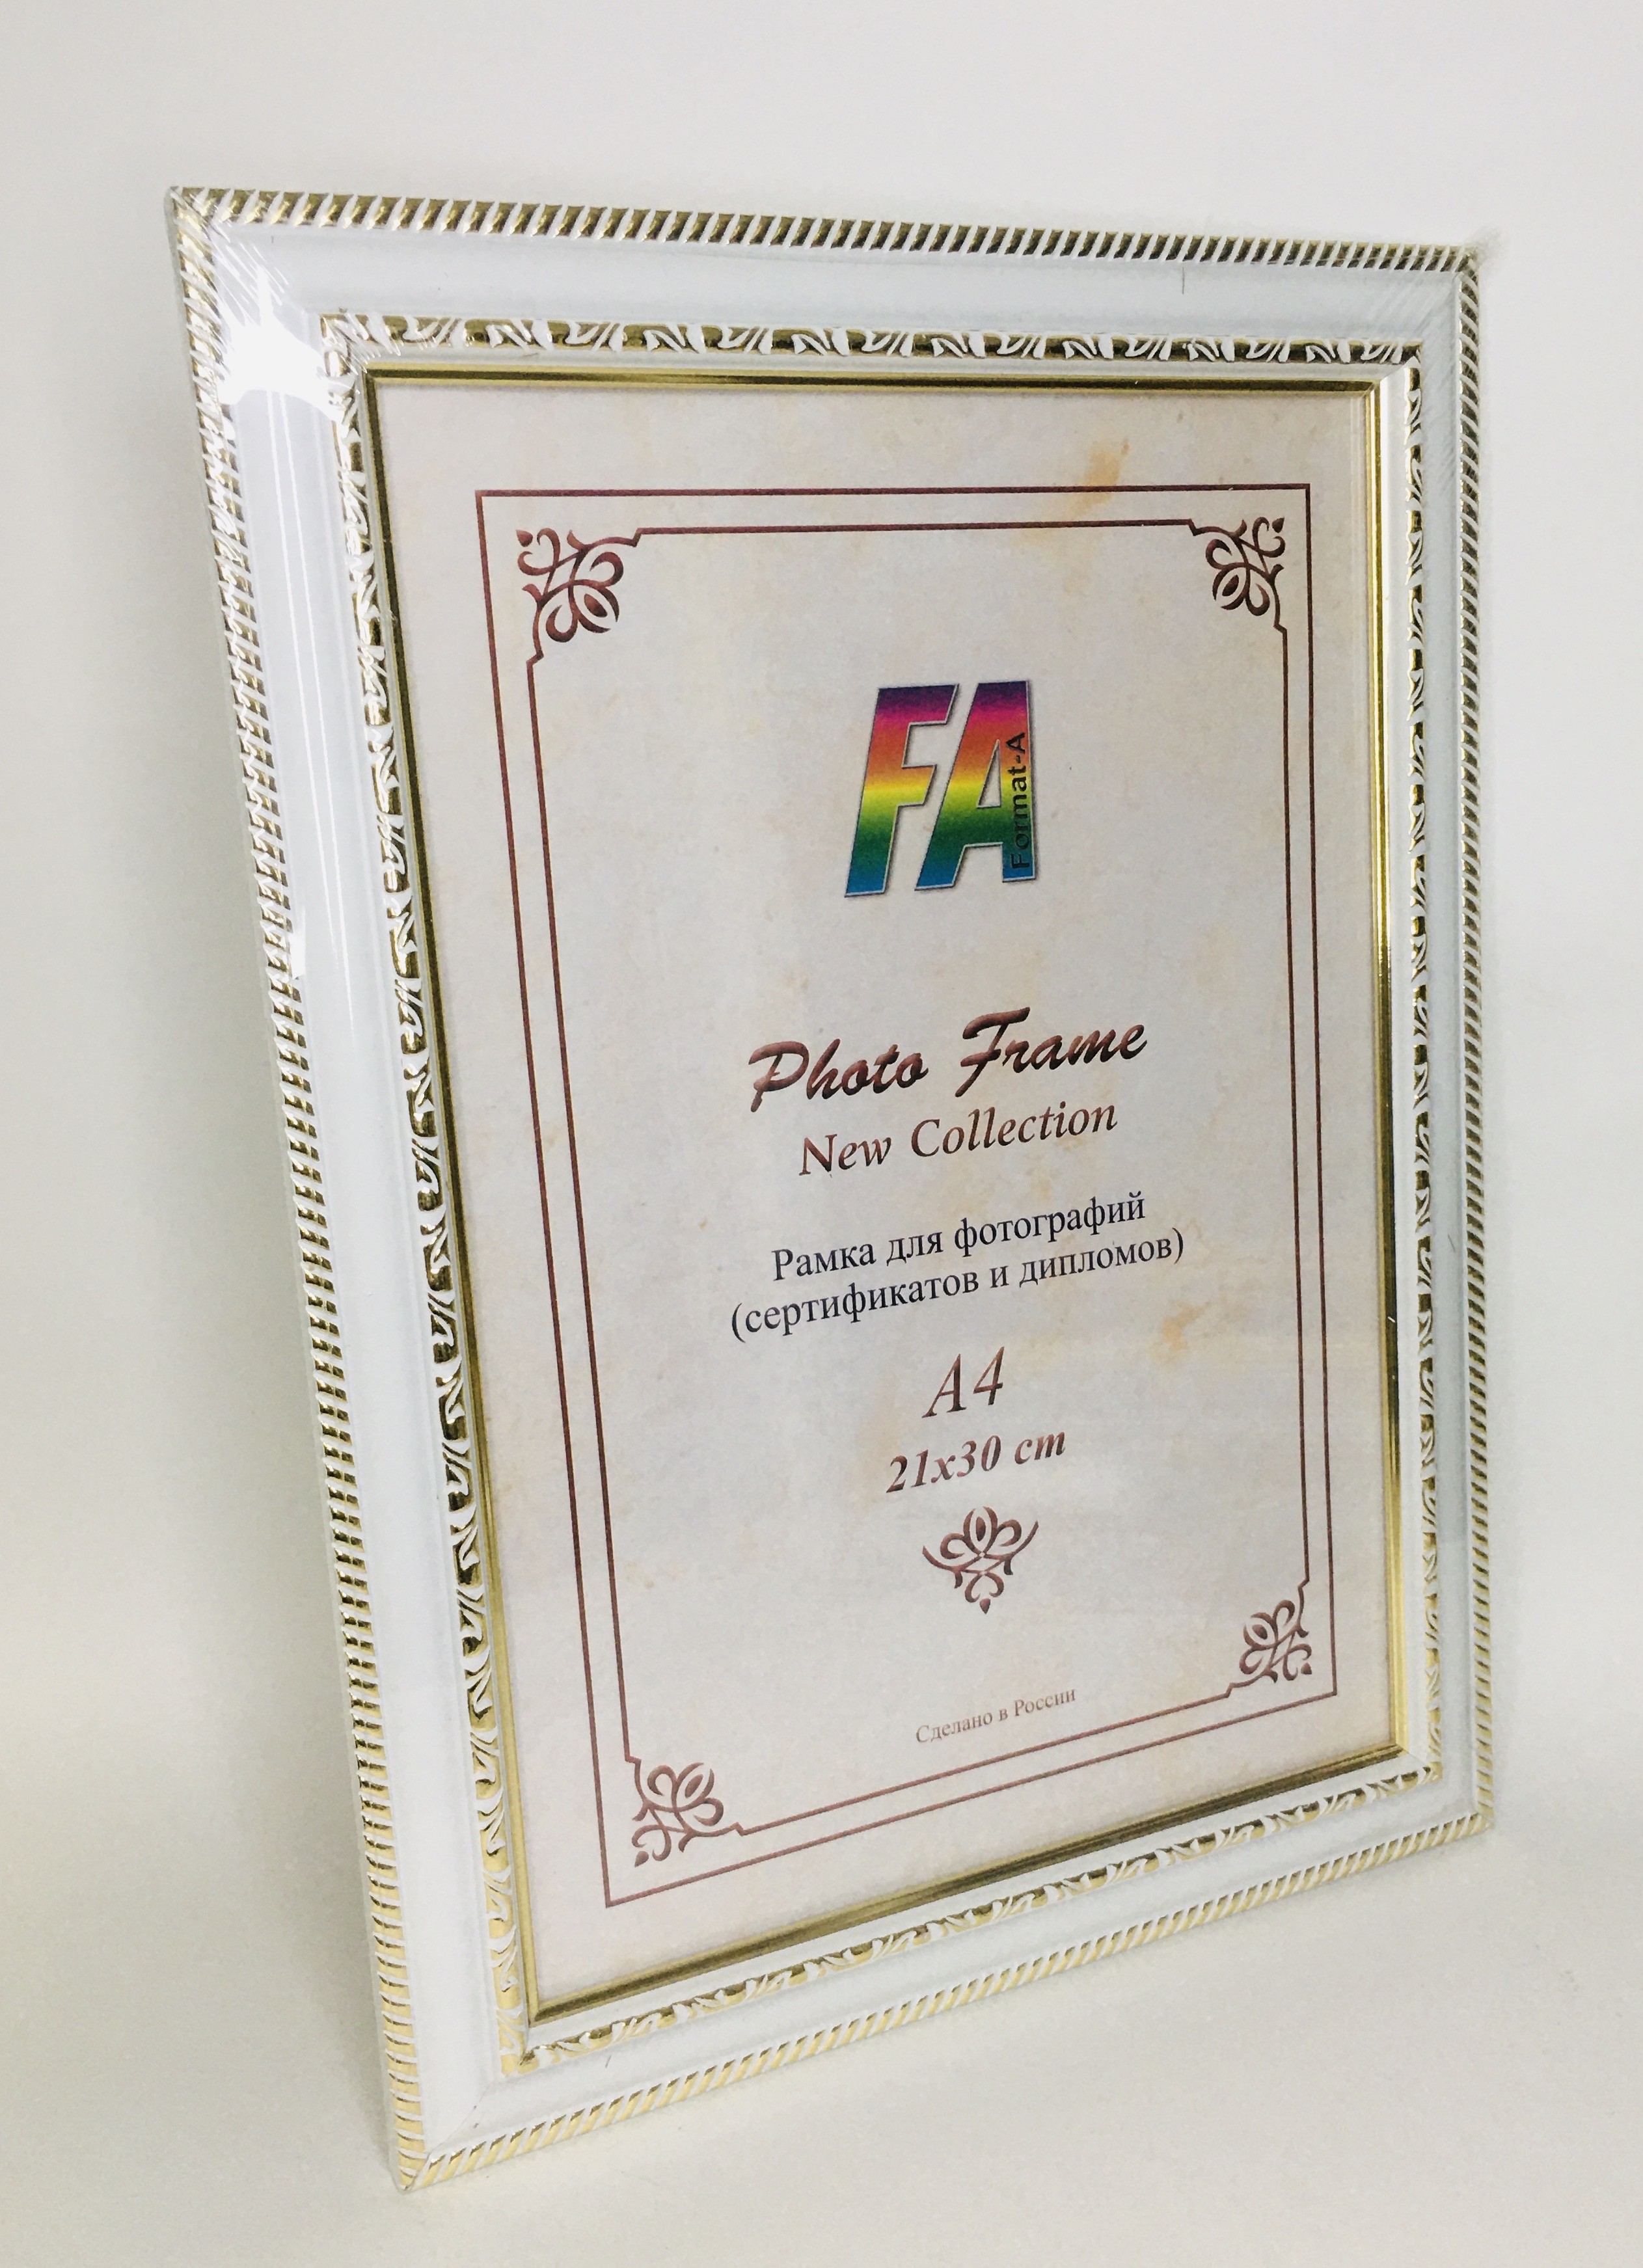 FA
Format-A
Photo Frame
New Collection
Рамка для фотографий
(сертификатов и дипломов)
A4
21x30 cm
Сделано в России